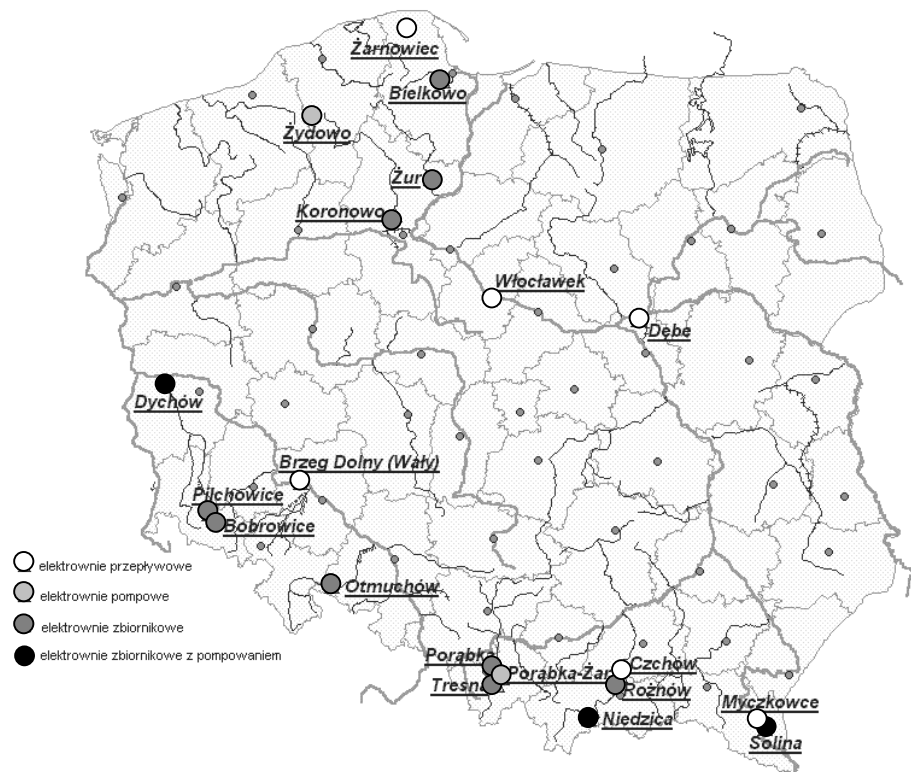 Żarnowiec
Bielkowo
Żydowo
Żur
Koronowo
Włocławek
Dębe
Dychów
Brzeg Dolny (Wały)
Pilchowice
Bobrowice
elektrownie przepływowe
Otmuchów
elektrownie pompowe
elektrownie zbiornikowe
elektrownie zbiornikowe z pompowaniem
Porąbka
Czchów
Porąbka-Żar
Tresna
Rożnów
Myczkowce
Niedzica
Solina